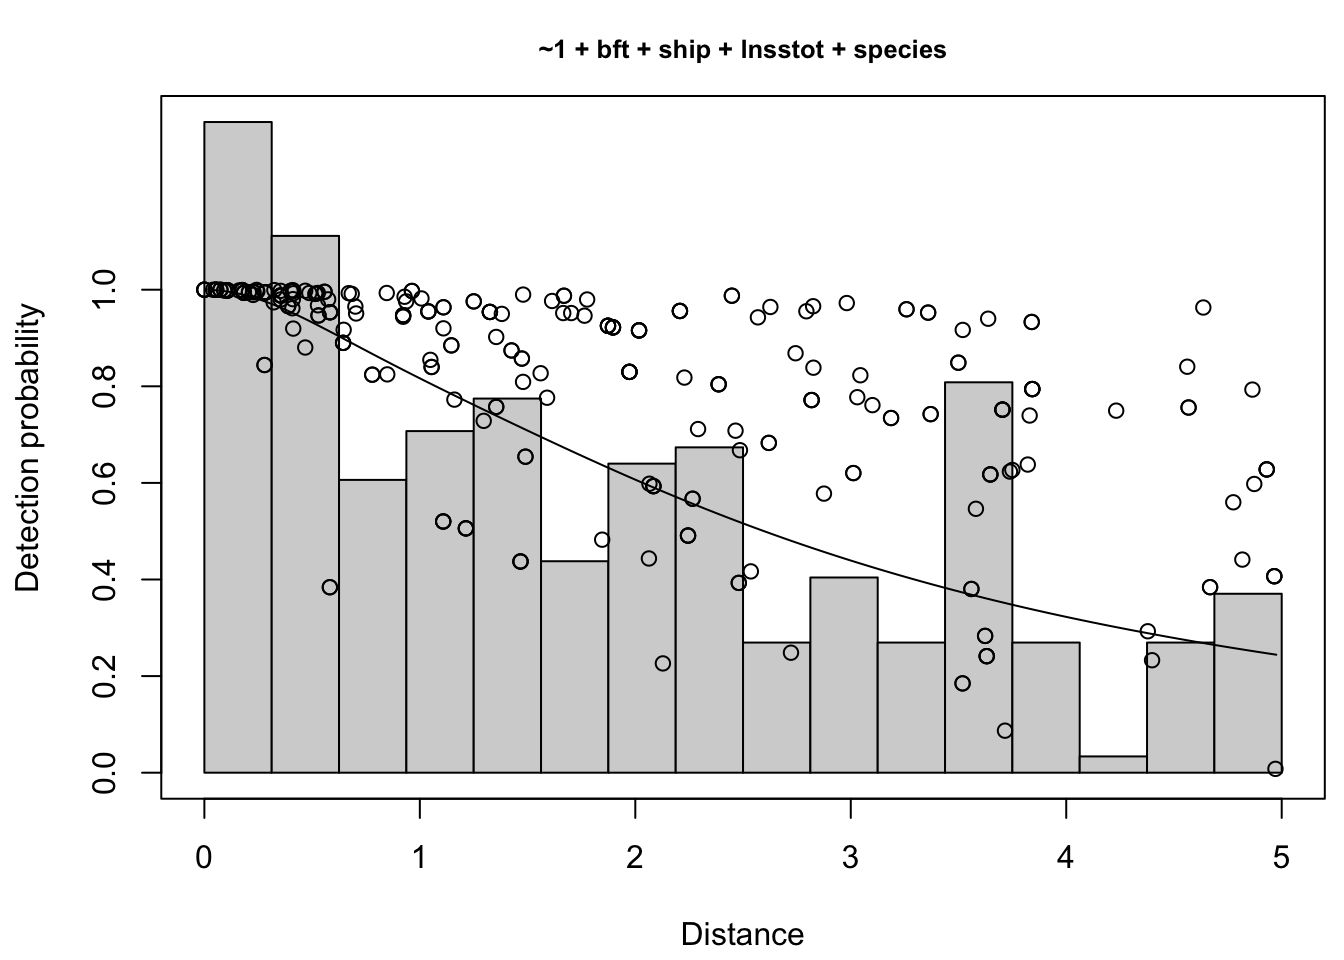 ~1 + bft + ship + lnsstot + species
Detection probability
1.0
0.8
0.6
0.4
0.2
0.0
0 1 2 3 4 5
Distance